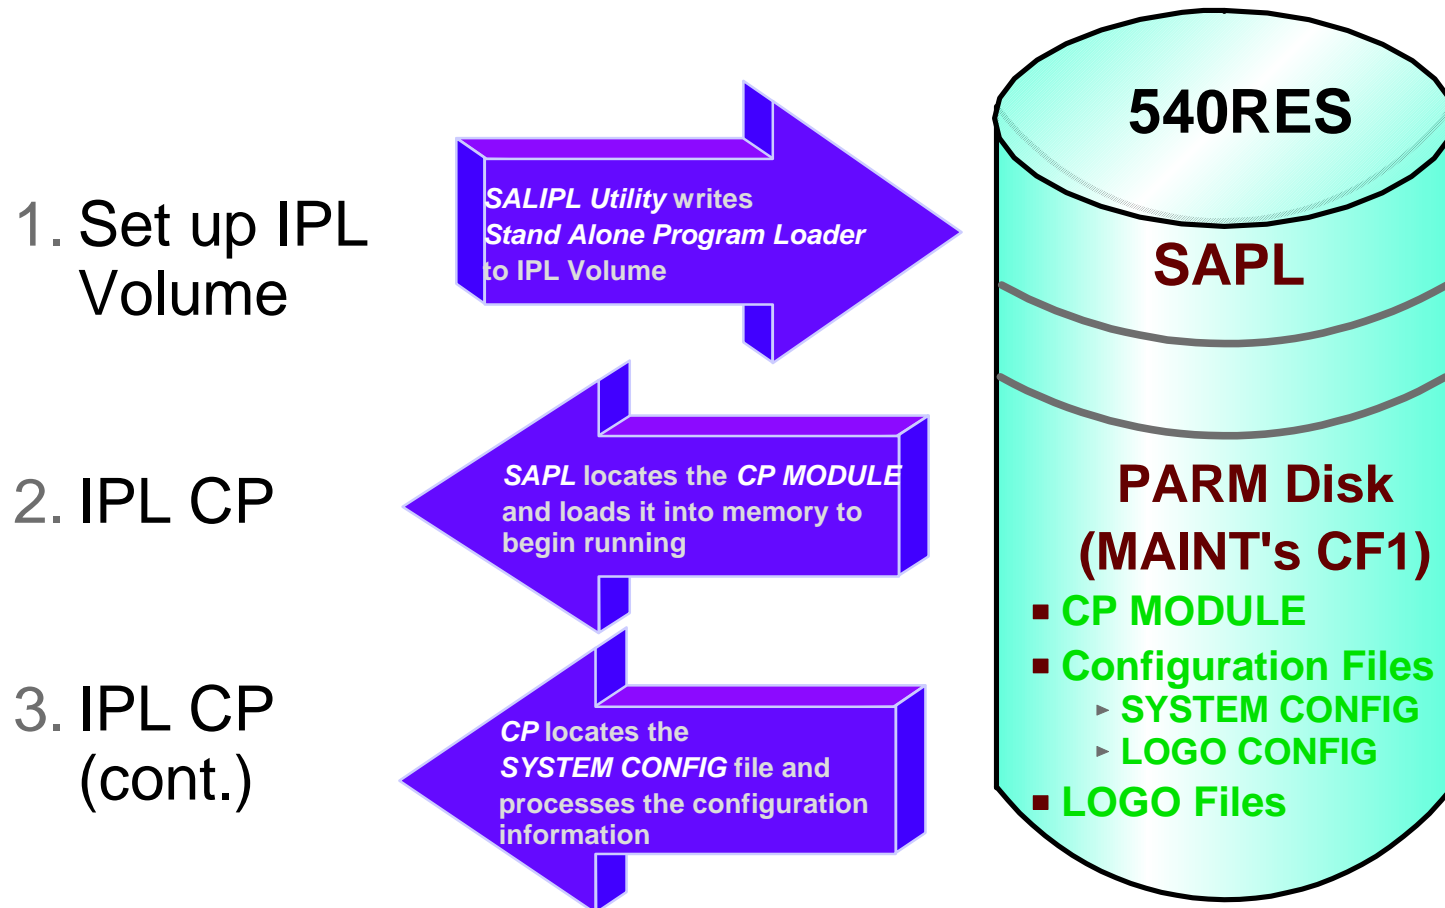 1. Set up IPL
Volume
SALIPL Utility writes
Stand Alone Program Loader
to IPL Volume
2. IPL CP
SAPL locates the CP MODULE
and loads it into memory to
begin running
3. IPL CP
(cont.)
CP locates the
SYSTEM CONFIG file and
processes the configuration
information
540RES
SAPL
PARM Disk
(MAINT's CF1)
CP MODULE
Configuration Files
SYSTEM CONFIG
LOGO CONFIG
LOGO Files